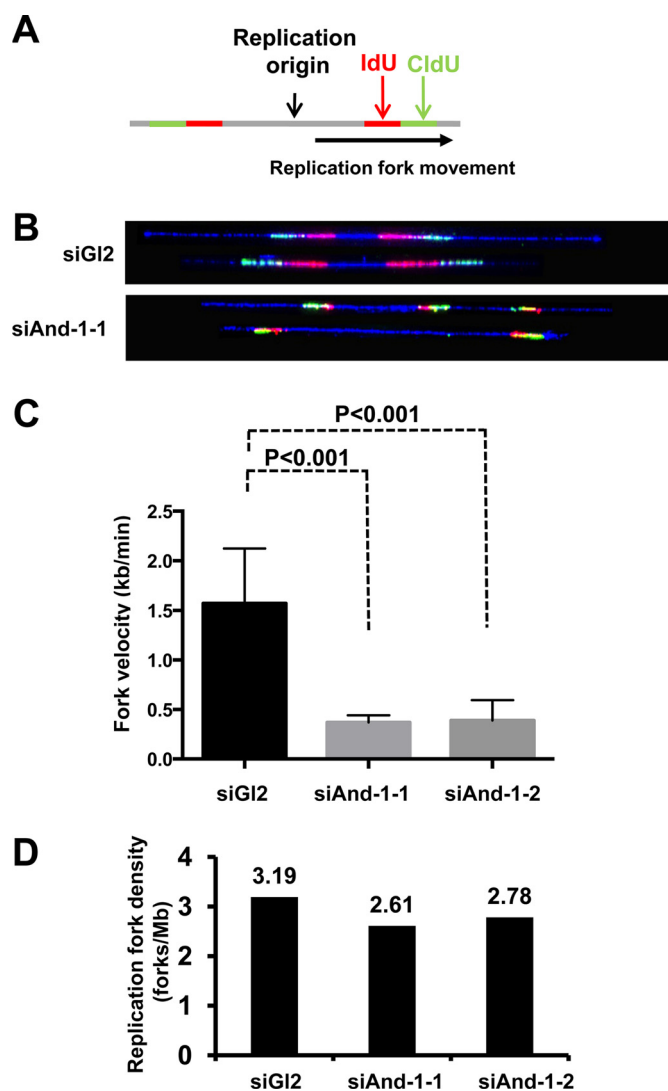 A
Replication
origin
IdU
CldU
Replication fork movement
B
siGl2
siAnd-1-1
C
P<0.001
P<0.001
Fork velocity (kb/min)
2.5
2.0
1.5
1.0
0.5
0.0
siGl2
siAnd-1-1
siAnd-1-2
D
Replication fork density
(forks/Mb)
4
3
2
1
0
3.19
2.61
2.78
siGl2
siAnd-1-1
siAnd-1-2